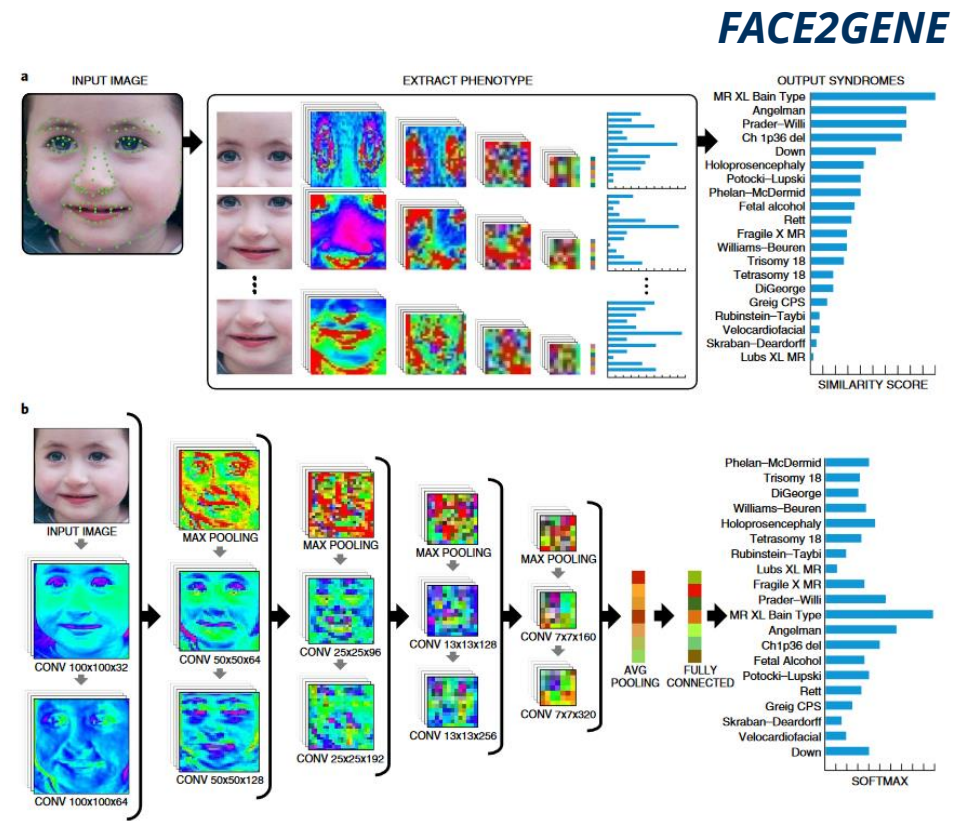 FACE2GENE
a
INPUT IMAGE
EXTRACT PHENOTYPE
OUTPUT SYNDROMES
MR XL Bain Type
Angelman
Prader–Willi
Ch 1p36 del
Down
Holoprosencephaly
Potocki–Lupski
Phelan–McDermid
Fetal alcohol
Rett
Fragile X MR
Williams–Beuren
Trisomy 18
Tetrasomy 18
DiGeorge
Greig CPS
Rubinstein–Taybi
Velocardiofacial
Skraban–Deardorff
Lubs XL MR
SIMILARITY SCORE
b
INPUT IMAGE
CONV 100x100x32
CONV 100x100x64
MAX POOLING
CONV 50x50x64
CONV 50x50x128
MAX POOLING
CONV 25x25x96
CONV 25x25x192
MAX POOLING
CONV 13x13x128
CONV 13x13x256
MAX POOLING
CONV 7x7x160
CONV 7x7x320
AVG
POOLING
FULLY
CONNECTED
Phelan–McDermid
Trisomy 18
DiGeorge
Williams–Beuren
Holoprosencephaly
Tetrasomy 18
Rubinstein–Taybi
Lubs XL MR
Fragile X MR
Prader–Willi
MR XL Bain Type
Angelman
Ch1p36 del
Fetal Alcohol
Potocki–Lupski
Rett
Greig CPS
Skraban–Deardorff
Velocardiofacial
Down
SOFTMAX